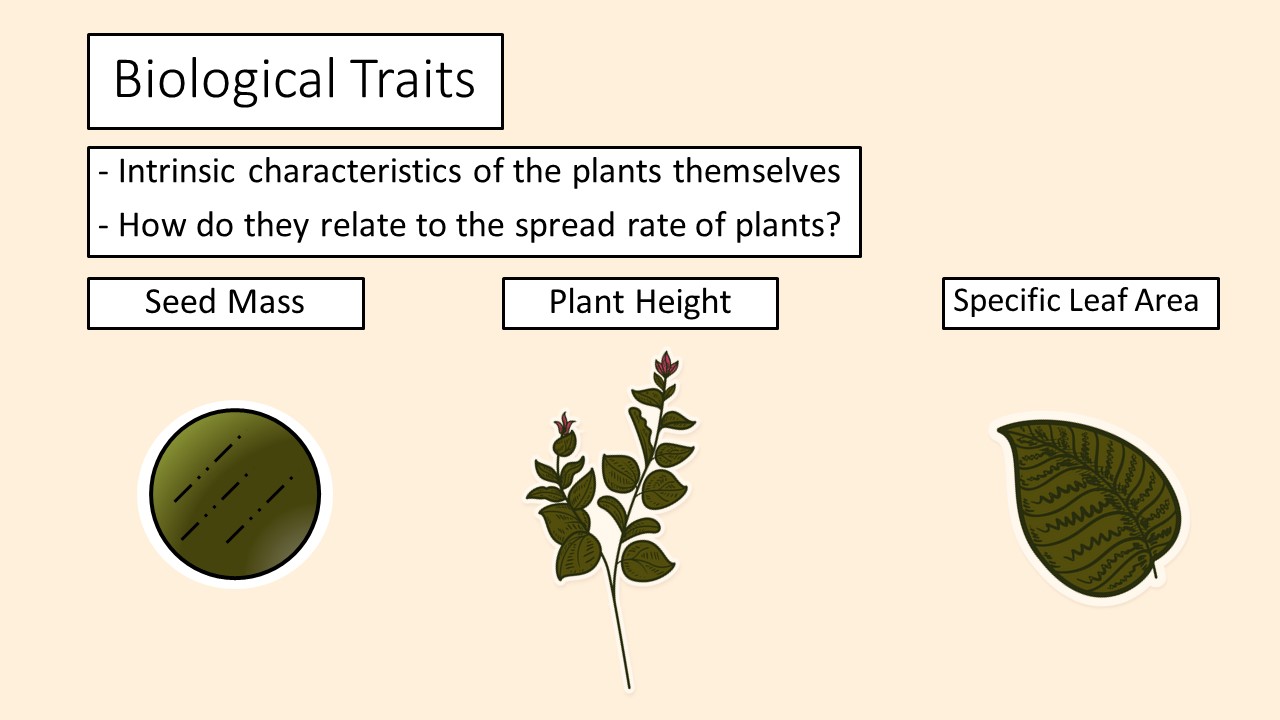 Biological Traits
- Intrinsic characteristics of the plants themselves
- How do they relate to the spread rate of plants?
Seed Mass
Plant Height
Specific Leaf Area